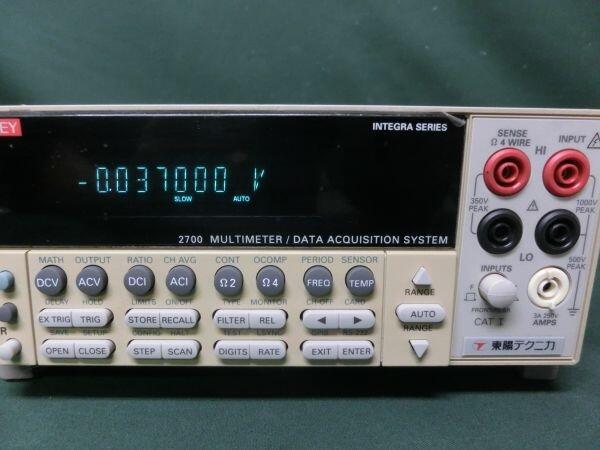 EY
INTEGRA SERIES
-0.037000 V
SLOW AUTO
2700 MULTIMETER / DATA ACQUISITION SYSTEM
SENSE
Ω 4 WIRE
HI
INPUT
350V
PEAK
1000V
PEAK
LO
500V
PEAK
INPUTS
F
FRONT/REAR
CAT I
3A 250V
AMPS
東陽テクニカ
MATH OUTPUT RATIO CH AVG CONT OCOMP PERIOD SENSOR
DCV ACV DCI ACI Ω2 Ω4 FREQ TEMP
DELAY HOLD LIMITS ON/OFF TYPE MONITOR CH-OFF CARD
EX TRIG TRIG STORE RECALL FILTER REL
SAVE SETUP CONFIG HALT TEST LSYNC GPIB RS-232
OPEN CLOSE STEP SCAN DIGITS RATE EXIT ENTER
RANGE
AUTO
RANGE
R